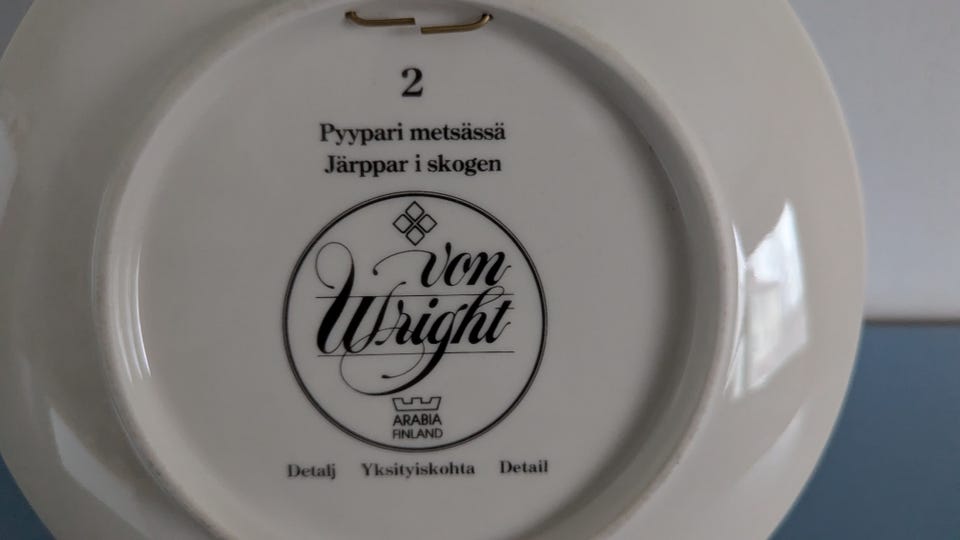 2
Pyypari metsässä
Järppar i skogen
von
Wright
ARABIA
FINLAND
Detalj Yksityiskohta Detail